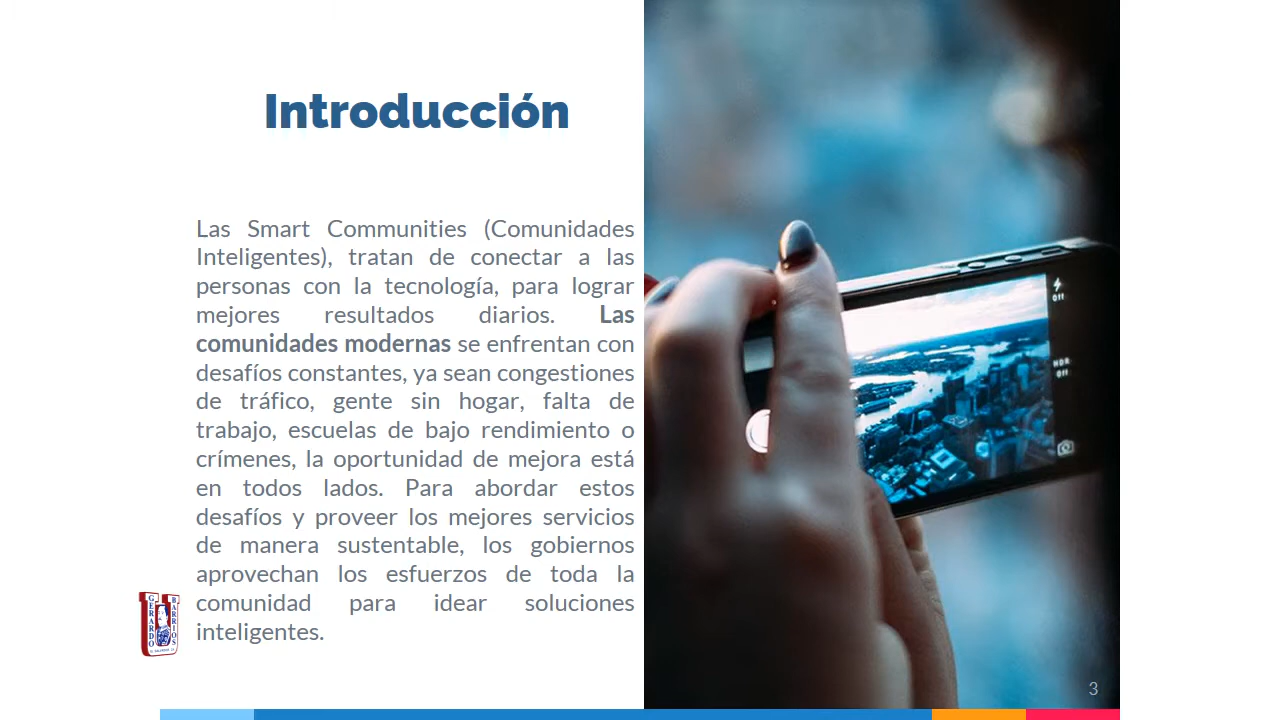 Introducción
Las Smart Communities (Comunidades
Inteligentes), tratan de conectar a las
personas con la tecnología, para lograr
mejores resultados diarios. Las
comunidades modernas se enfrentan con
desafíos constantes, ya sean congestiones
de tráfico, gente sin hogar, falta de
trabajo, escuelas de bajo rendimiento o
crímenes, la oportunidad de mejora está
en todos lados. Para abordar estos
desafíos y proveer los mejores servicios
de manera sustentable, los gobiernos
aprovechan los esfuerzos de toda la
comunidad para idear soluciones
inteligentes.
GERARDO
BARRIOS
Off
HDR
Off
3